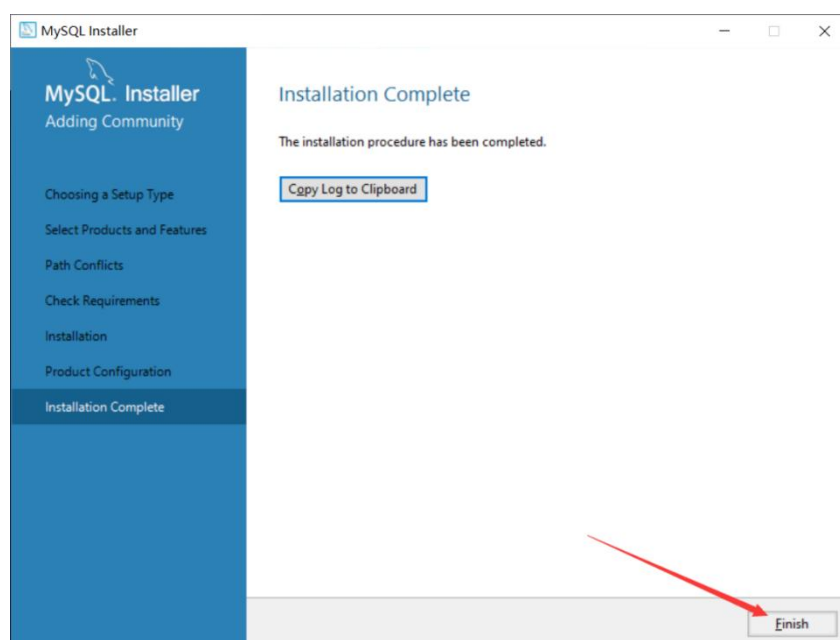 MySQL Installer
MySQL. Installer
Adding Community
Choosing a Setup Type
Select Products and Features
Path Conflicts
Check Requirements
Installation
Product Configuration
Installation Complete
Installation Complete
The installation procedure has been completed.
Copy Log to Clipboard
Finish